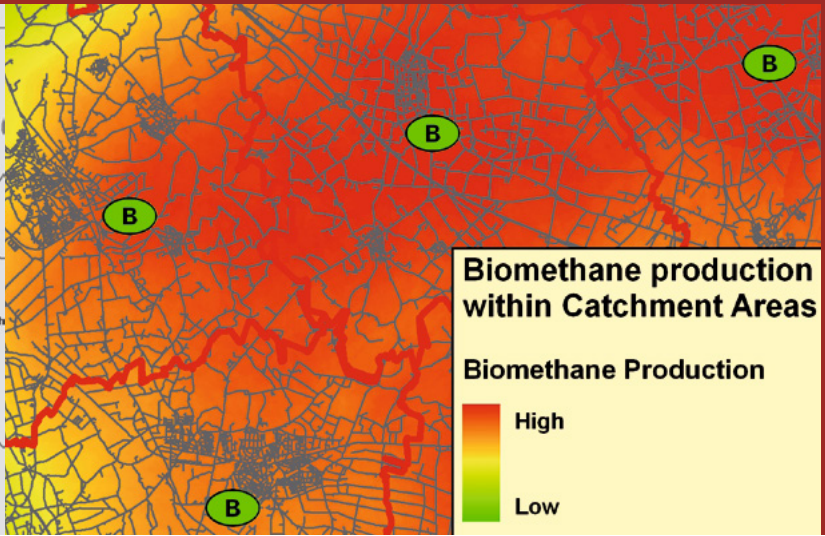 B
B
B
B
Biomethane production
within Catchment Areas
Biomethane Production
High
Low